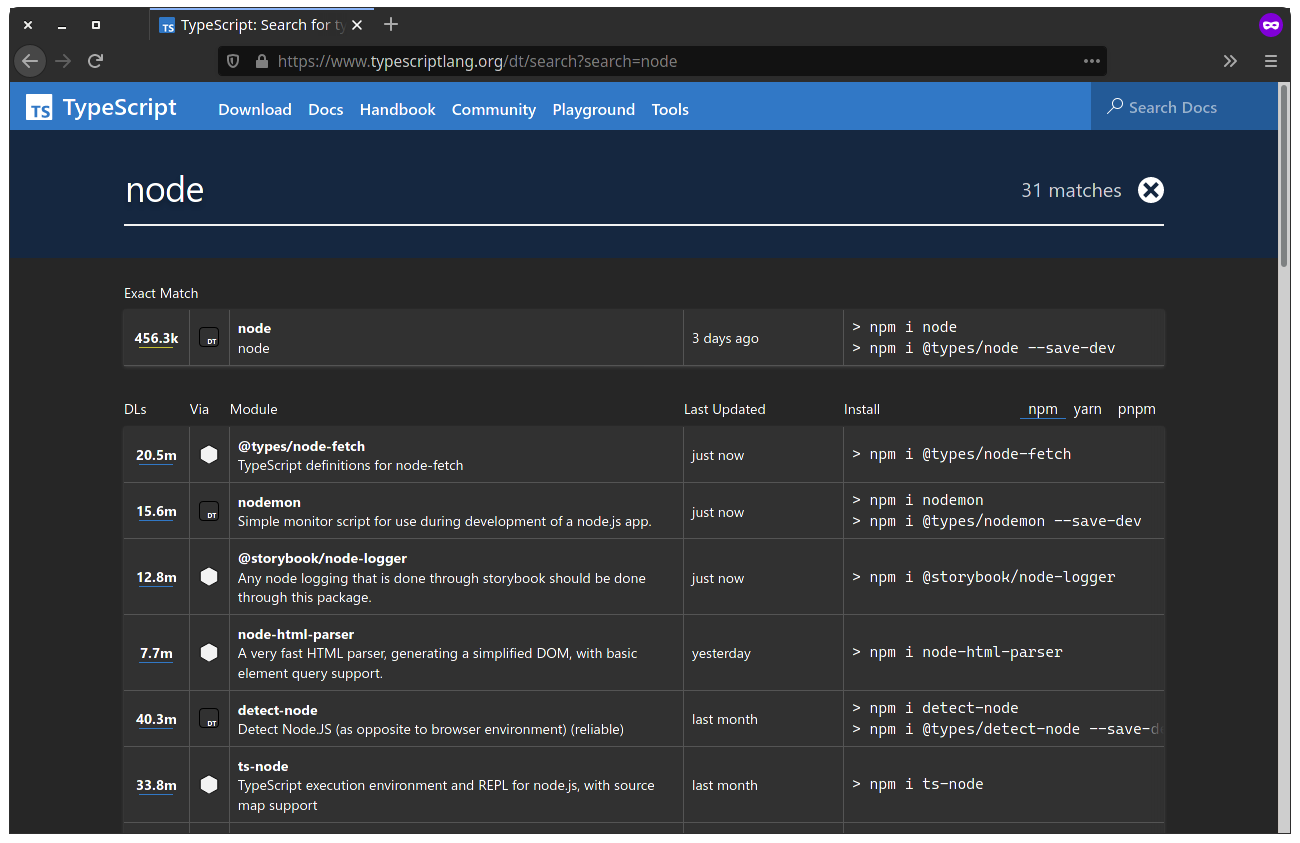 TS TypeScript: Search for ty
https://www.typescriptlang.org/dt/search?search=node
TS TypeScript Download Docs Handbook Community Playground Tools Search Docs
node 31 matches
Exact Match
456.3k DT node
node
3 days ago
> npm i node
> npm i @types/node --save-dev
DLs Via Module Last Updated Install npm yarn pnpm
20.5m @types/node-fetch
TypeScript definitions for node-fetch
just now
> npm i @types/node-fetch
15.6m DT nodemon
Simple monitor script for use during development of a node.js app.
just now
> npm i nodemon
> npm i @types/nodemon --save-dev
12.8m @storybook/node-logger
Any node logging that is done through storybook should be done
through this package.
just now
> npm i @storybook/node-logger
7.7m node-html-parser
A very fast HTML parser, generating a simplified DOM, with basic
element query support.
yesterday
> npm i node-html-parser
40.3m DT detect-node
Detect Node.JS (as opposite to browser environment) (reliable)
last month
> npm i detect-node
> npm i @types/detect-node --save-d
33.8m ts-node
TypeScript execution environment and REPL for node.js, with source
map support
last month
> npm i ts-node